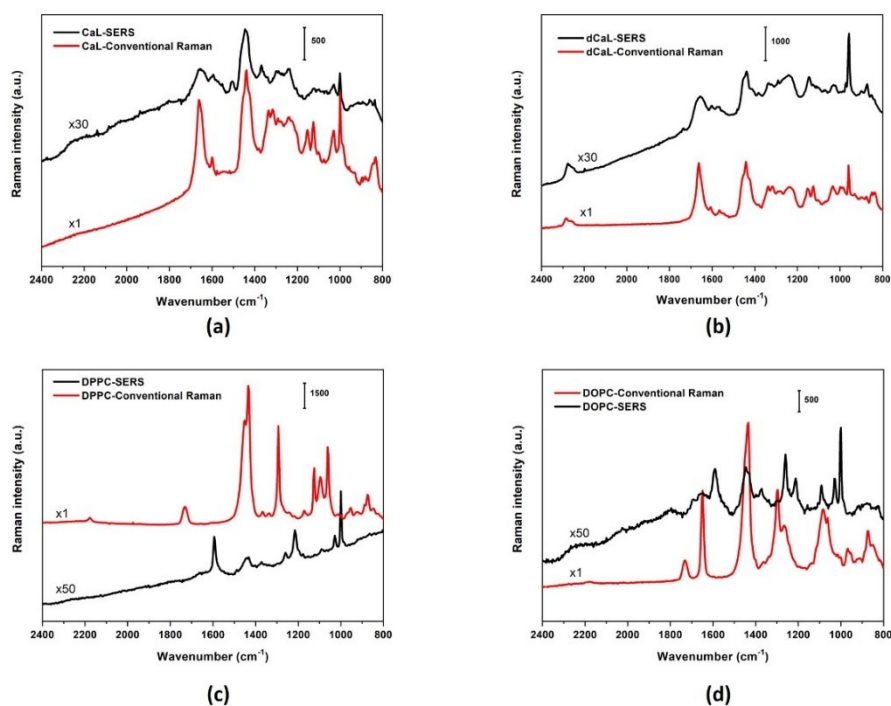 CaL-SERS
CaL-Conventional Raman
500
x30
x1
Raman intensity (a.u.)
2400 2200 2000 1800 1600 1400 1200 1000 800
Wavenumber (cm⁻¹)
(a)
dCaL-SERS
dCaL-Conventional Raman
1000
x30
x1
Raman intensity (a.u.)
2400 2200 2000 1800 1600 1400 1200 1000 800
Wavenumber (cm⁻¹)
(b)
DPPC-SERS
DPPC-Conventional Raman
1500
x1
x50
Raman intensity (a.u.)
2400 2200 2000 1800 1600 1400 1200 1000 800
Wavenumber (cm⁻¹)
(c)
DOPC-Conventional Raman
DOPC-SERS
500
x50
x1
Raman intensity (a.u.)
2400 2200 2000 1800 1600 1400 1200 1000 800
Wavenumber (cm⁻¹)
(d)